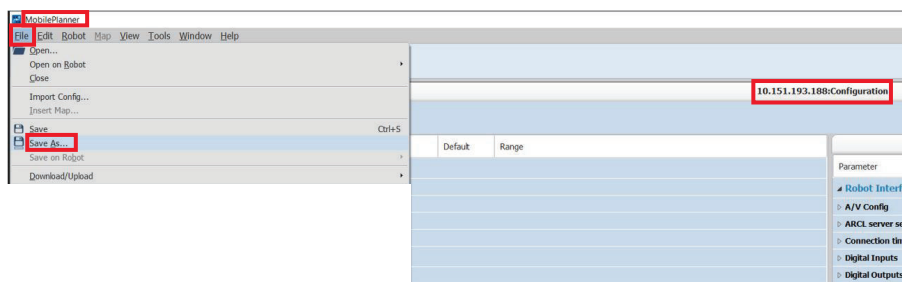 MobilePlanner
File Edit Robot Map View Tools Window Help
Open...
Open on Robot
Close
Import Config...
Insert Map...
Save Ctrl+S
Save As...
Save on Robot
Download/Upload
10.151.193.188:Configuration
Default Range
Parameter
Robot Interf
A/V Config
ARCL server se
Connection tin
Digital Inputs
Digital Outputs